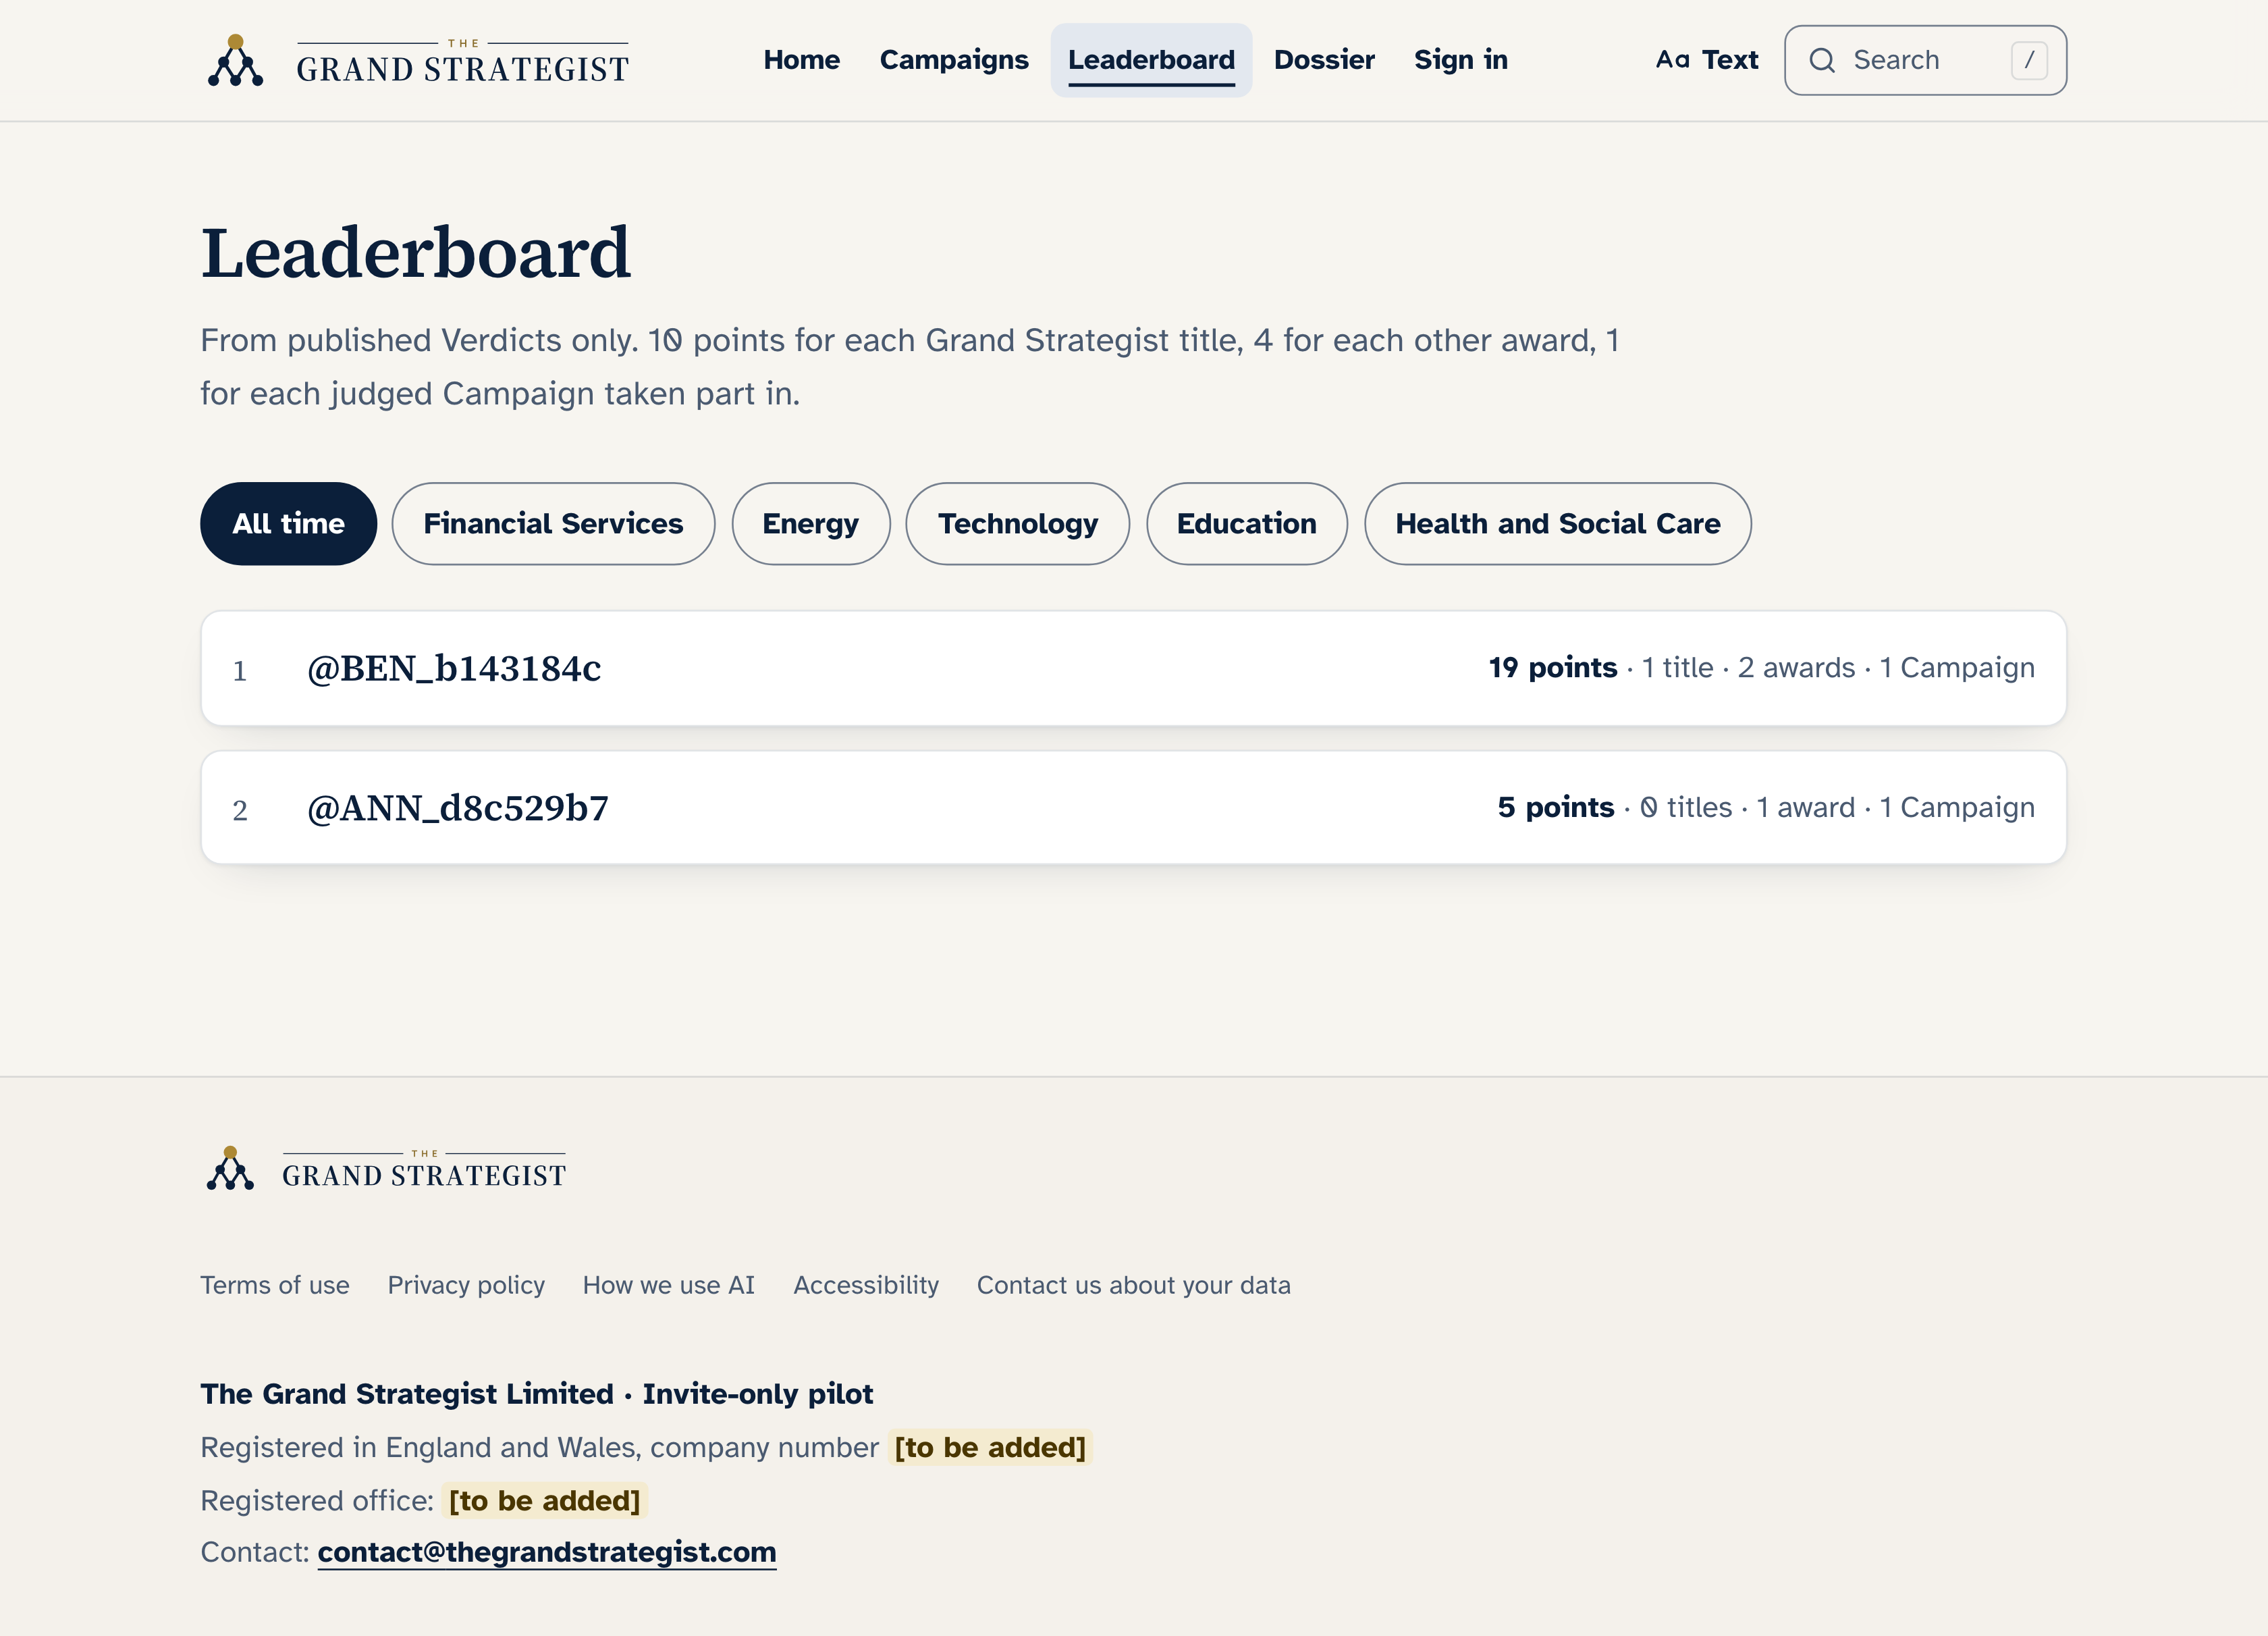 THE
GRAND STRATEGIST
Home Campaigns Leaderboard Dossier Sign in Aa Text Search /
Leaderboard
From published Verdicts only. 10 points for each Grand Strategist title, 4 for each other award, 1
for each judged Campaign taken part in.
All time Financial Services Energy Technology Education Health and Social Care
1 @BEN_b143184c 19 points · 1 title · 2 awards · 1 Campaign
2 @ANN_d8c529b7 5 points · 0 titles · 1 award · 1 Campaign
THE
GRAND STRATEGIST
Terms of use Privacy policy How we use AI Accessibility Contact us about your data
The Grand Strategist Limited · Invite-only pilot
Registered in England and Wales, company number [to be added]
Registered office: [to be added]
Contact: contact@thegrandstrategist.com